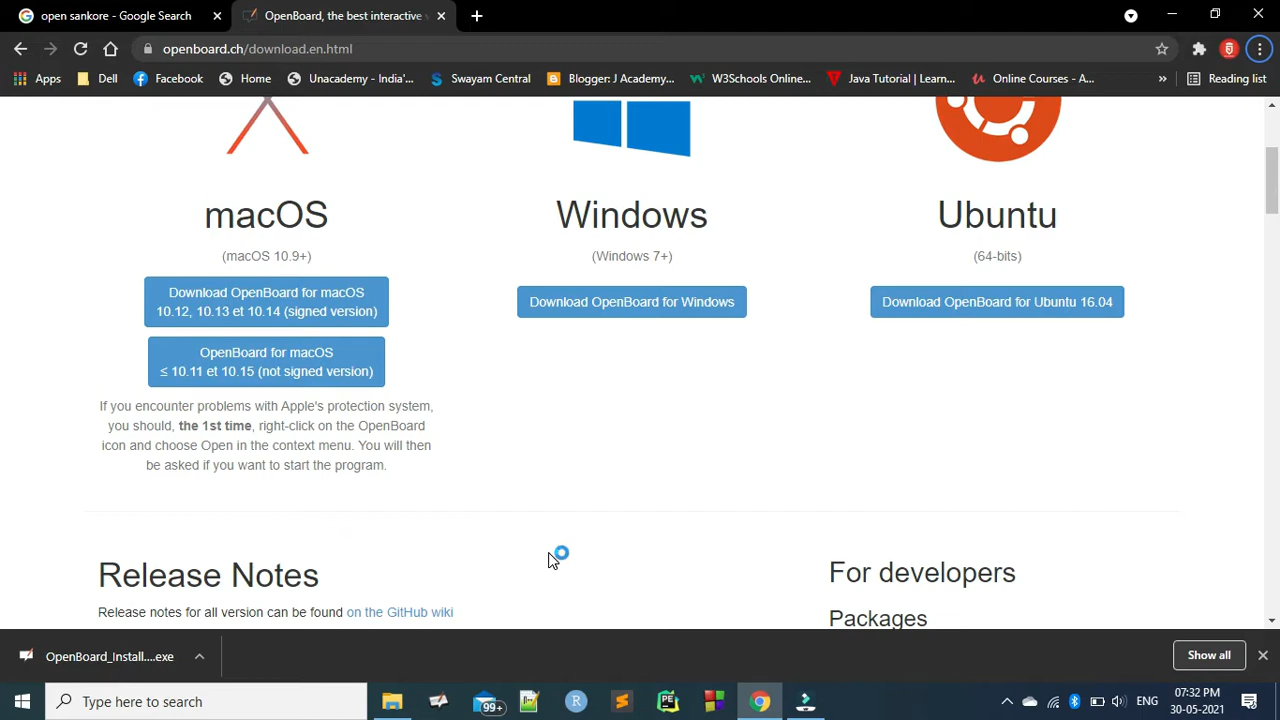 open sankore - Google Search
OpenBoard, the best interactive
openboard.ch/download.en.html
Apps
Dell
Facebook
Home
Unacademy - India'...
Swayam Central
Blogger: J Academy...
W3Schools Online...
Java Tutorial | Learn...
Online Courses - A...
»
Reading list
macOS
(macOS 10.9+)
Download OpenBoard for macOS
10.12, 10.13 et 10.14 (signed version)
OpenBoard for macOS
≤ 10.11 et 10.15 (not signed version)
If you encounter problems with Apple's protection system,
you should, the 1st time, right-click on the OpenBoard
icon and choose Open in the context menu. You will then
be asked if you want to start the program.
Windows
(Windows 7+)
Download OpenBoard for Windows
Ubuntu
(64-bits)
Download OpenBoard for Ubuntu 16.04
Release Notes
Release notes for all version can be found on the GitHub wiki
For developers
Packages
OpenBoard_Install....exe
Show all
Type here to search
99+
R
PE
ENG
07:32 PM
30-05-2021